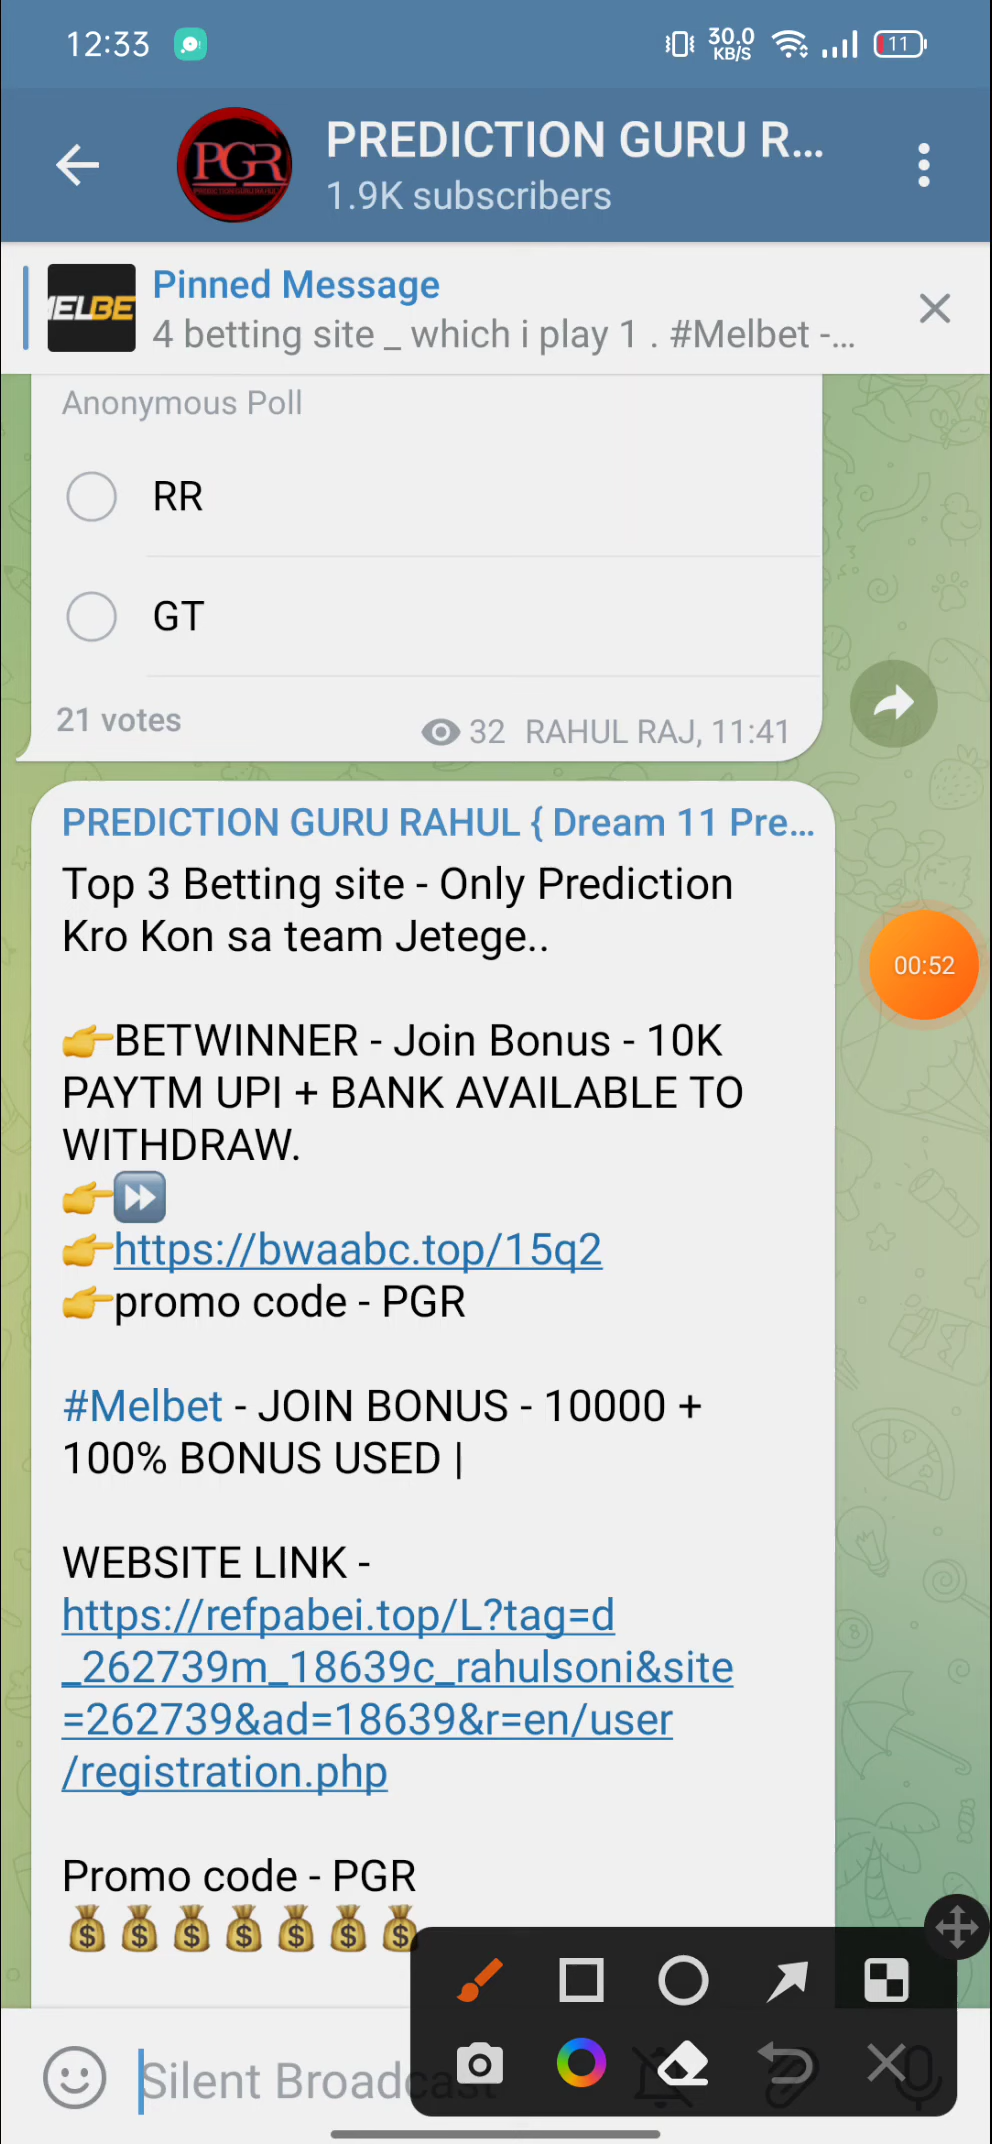 12:33
30.0
KB/S
11
PGR
PREDICTION GURU R...
1.9K subscribers
MELBE
Pinned Message
4 betting site _ which i play 1 . #Melbet -...
Anonymous Poll
RR
GT
21 votes
32 RAHUL RAJ, 11:41
PREDICTION GURU RAHUL { Dream 11 Pre...
Top 3 Betting site - Only Prediction
Kro Kon sa team Jetege..
00:52
👉BETWINNER - Join Bonus - 10K
PAYTM UPI + BANK AVAILABLE TO
WITHDRAW.
👉⏩
👉https://bwaabc.top/15q2
👉promo code - PGR
#Melbet - JOIN BONUS - 10000 +
100% BONUS USED |
WEBSITE LINK -
https://refpabei.top/L?tag=d
_262739m_18639c_rahulsoni&site
=262739&ad=18639&r=en/user
/registration.php
Promo code - PGR
💰💰💰💰💰💰💰
Silent Broadcast